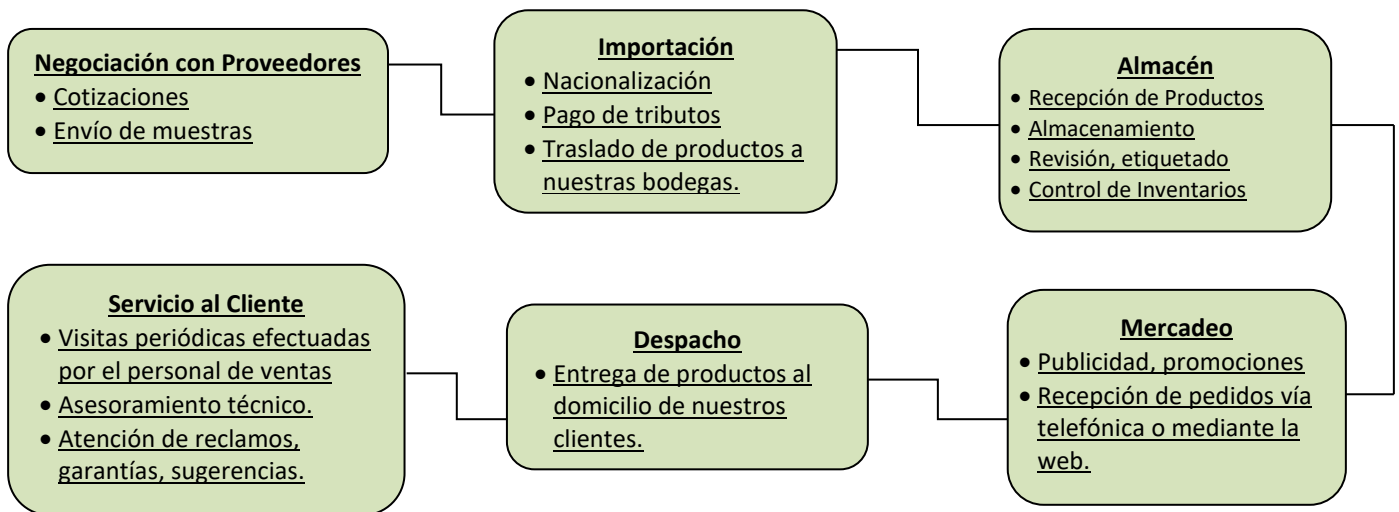 Negociación con Proveedores
• Cotizaciones
• Envío de muestras
Importación
• Nacionalización
• Pago de tributos
• Traslado de productos a
nuestras bodegas.
Almacén
• Recepción de Productos
• Almacenamiento
• Revisión, etiquetado
• Control de Inventarios
Mercadeo
• Publicidad, promociones
• Recepción de pedidos vía
telefónica o mediante la
web.
Despacho
• Entrega de productos al
domicilio de nuestros
clientes.
Servicio al Cliente
• Visitas periódicas efectuadas
por el personal de ventas
• Asesoramiento técnico.
• Atención de reclamos,
garantías, sugerencias.